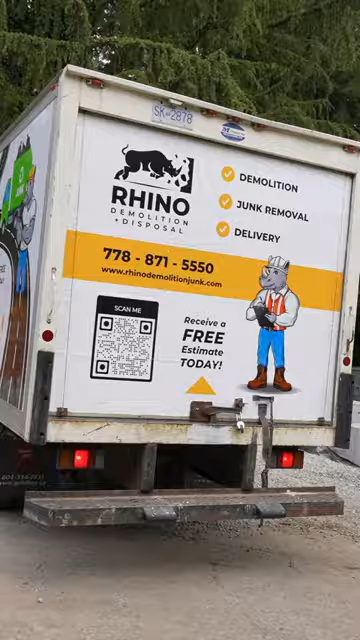 SK 2878
RHINO
DEMOLITION
+ DISPOSAL
DEMOLITION
JUNK REMOVAL
DELIVERY
778 - 871 - 5550
www.rhinodemolitionjunk.com
SCAN ME
Receive a
FREE
Estimate
TODAY!